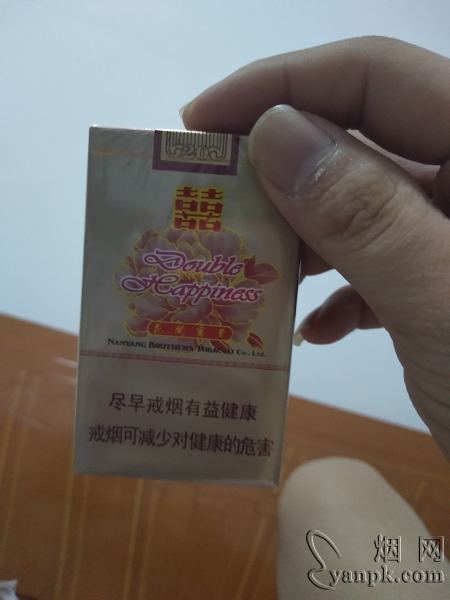 囍
Double
Happiness
NANYANG BROTHERS TOBACCO CO., LTD.
尽早戒烟有益健康
戒烟可减少对健康的危害
烟网
yanpk.com